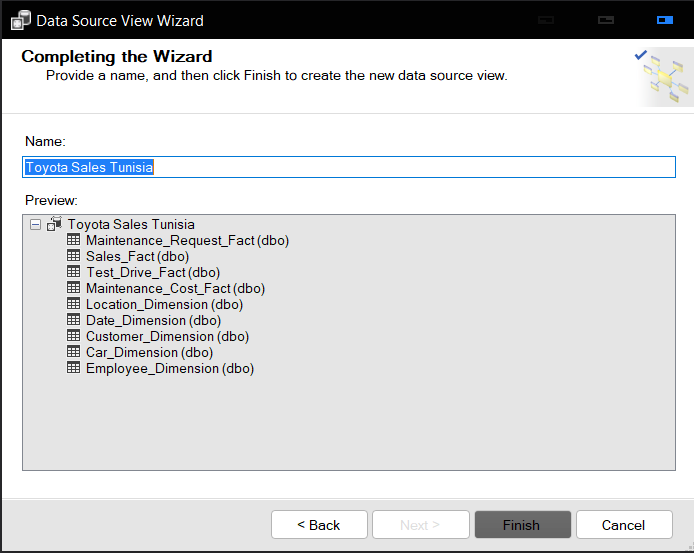 Data Source View Wizard
Completing the Wizard
Provide a name, and then click Finish to create the new data source view.
Name:
Toyota Sales Tunisia
Preview:
Toyota Sales Tunisia
Maintenance_Request_Fact (dbo)
Sales_Fact (dbo)
Test_Drive_Fact (dbo)
Maintenance_Cost_Fact (dbo)
Location_Dimension (dbo)
Date_Dimension (dbo)
Customer_Dimension (dbo)
Car_Dimension (dbo)
Employee_Dimension (dbo)
< Back Next > Finish Cancel